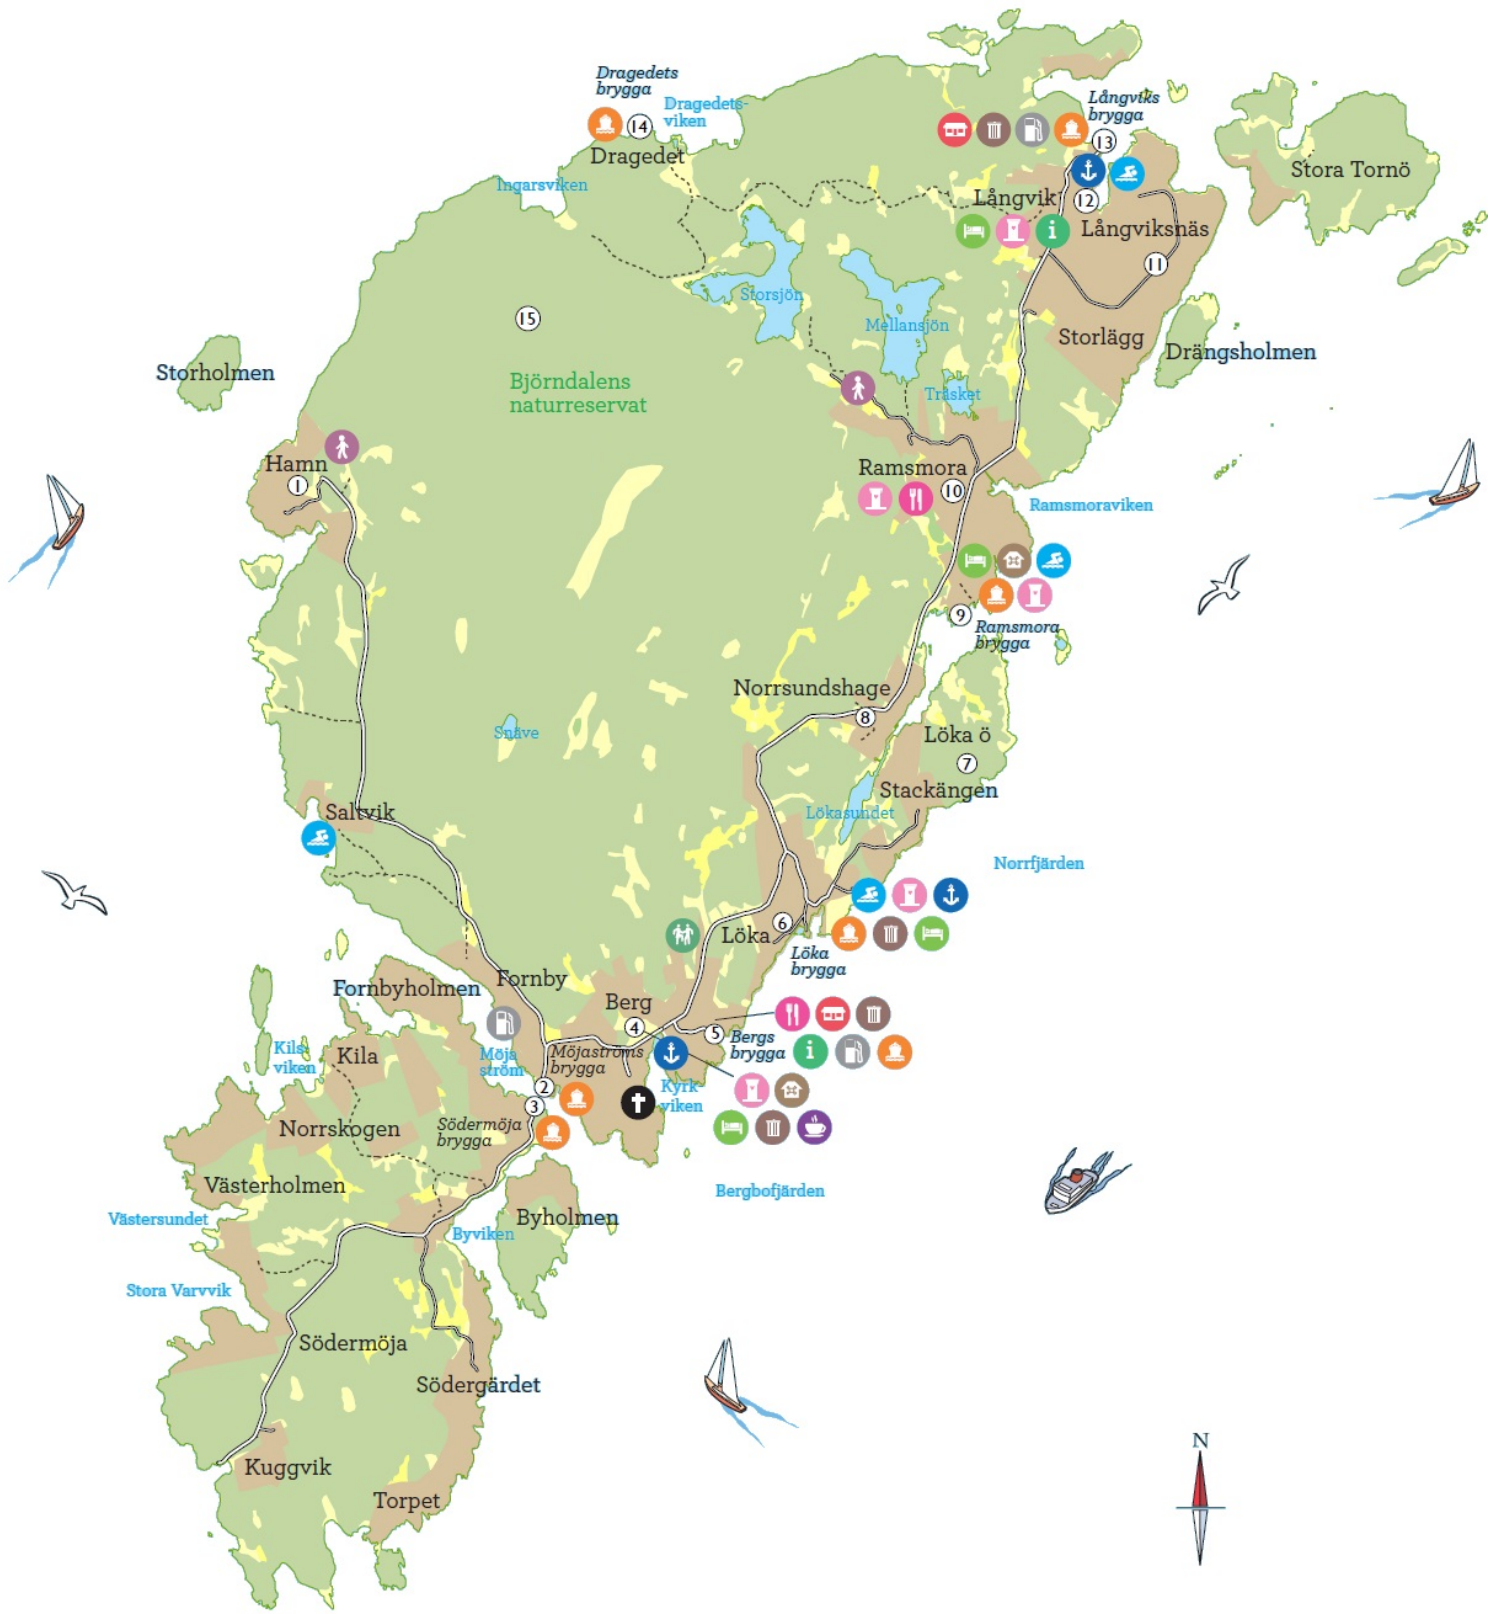 Dragedets
brygga
Dragedets-
viken
14
Dragedet
Ingarsviken
Långviks
brygga
13
Långvik
12
i
Långviksnäs
11
Stora Tornö
Storsjön
Mellansjön
Träsket
Storlägg
Drängsholmen
15
Björndalens
naturreservat
Storholmen
Hamn
1
Ramsmora
10
Ramsmoraviken
9
Ramsmora
brygga
Norrsundshage
8
Löka ö
7
Stackängen
Lökasundet
Snäve
Saltvik
Norrfjärden
6
Löka
Löka
brygga
Fornby
Fornbyholmen
Berg
4
5
Bergs
brygga
i
Möja
ström
Möjaströms
brygga
2
3
Kyrk-
viken
Kils-
viken
Kila
Norrskogen
Södermöja
brygga
Västerholmen
Västersundet
Byviken
Byholmen
Bergbofjärden
Stora Varvvik
Södermöja
Södergärdet
Kuggvik
Torpet
N